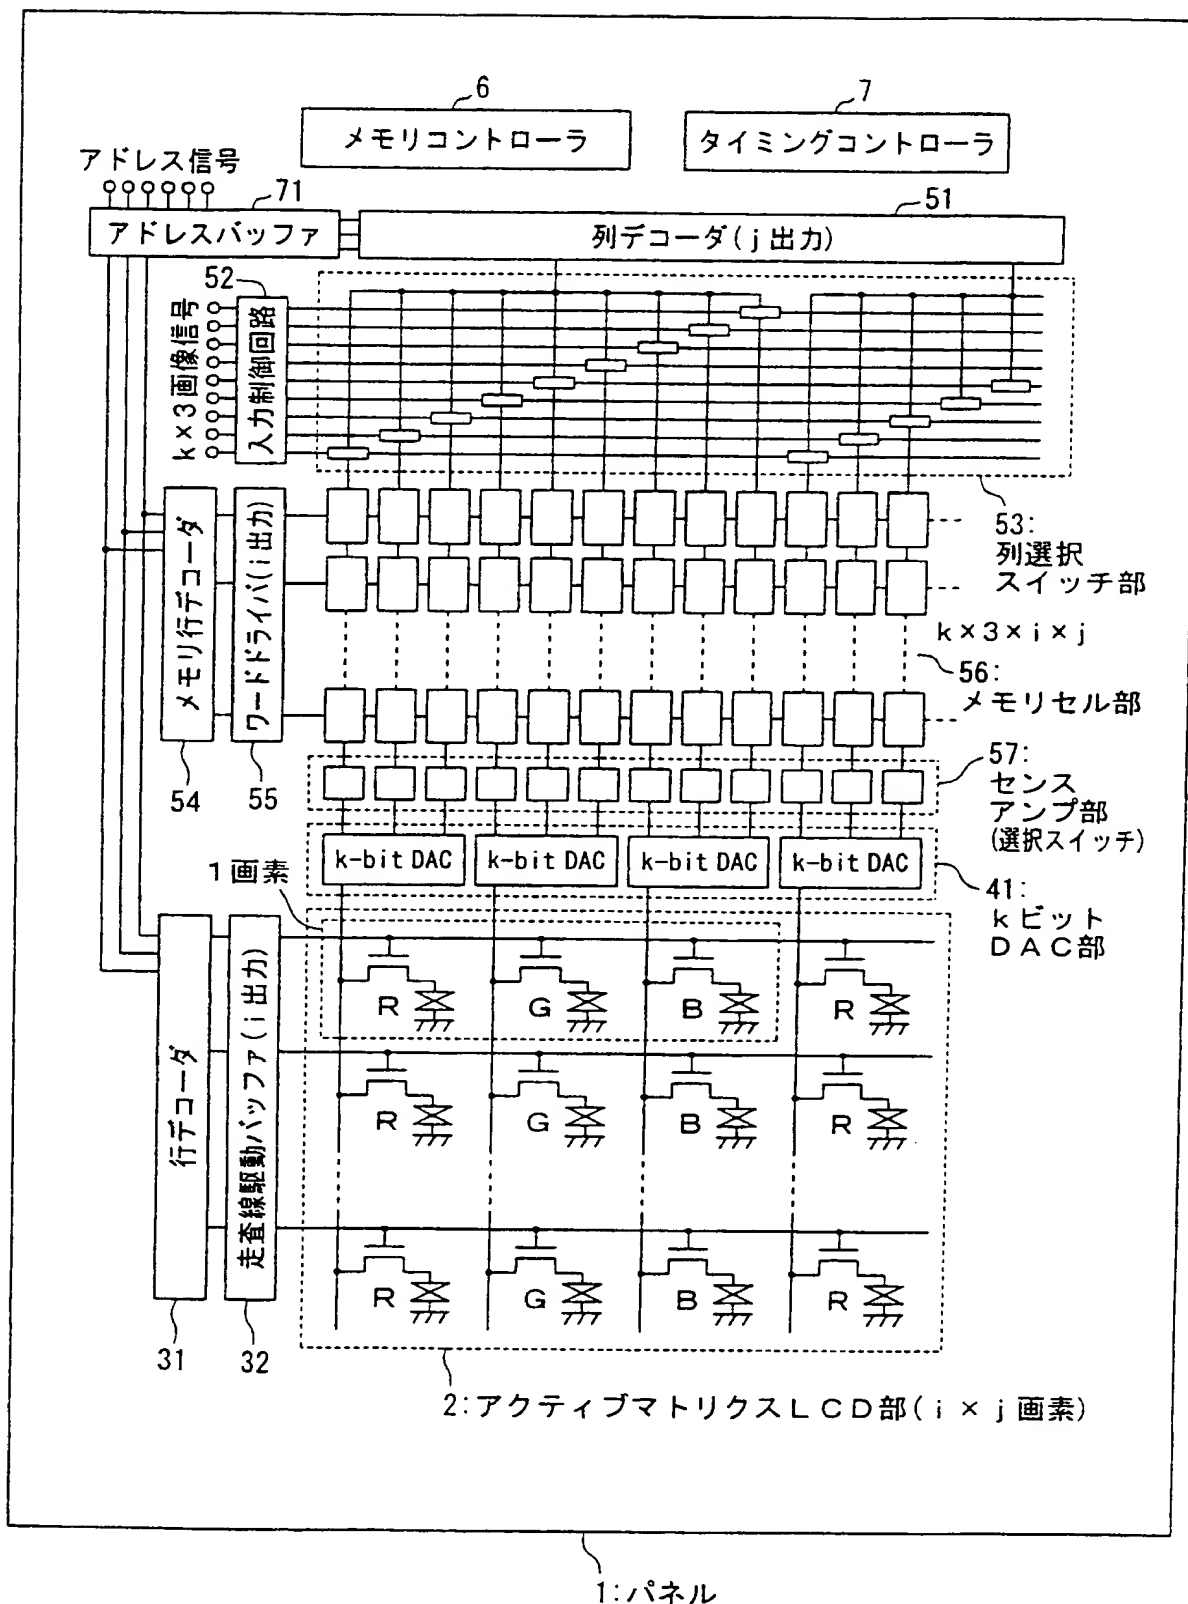 6
7
メモリコントローラ
タイミングコントローラ
アドレス信号
71
51
アドレスバッファ
列デコーダ(j出力)
52
k×3画像信号
入力制御回路
53:
列選択
スイッチ部
メモリ行デコーダ
ワードドライバ(i出力)
k×3×i×j
56:
メモリセル部
54
55
57:
センス
アンプ部
(選択スイッチ)
k-bit DAC
k-bit DAC
k-bit DAC
k-bit DAC
1画素
41:
kビット
DAC部
R
G
B
R
行デコーダ
走査線駆動バッファ(i出力)
R
G
B
R
R
G
B
R
31
32
2:アクティブマトリクスLCD部(i×j画素)
1:パネル